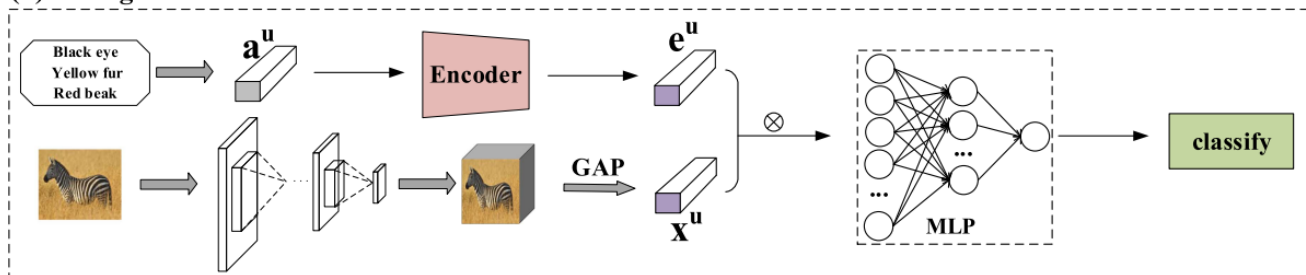 Black eye
Yellow fur
Red beak
a^u
Encoder
e^u
⊗
GAP
x^u
...
...
MLP
classify